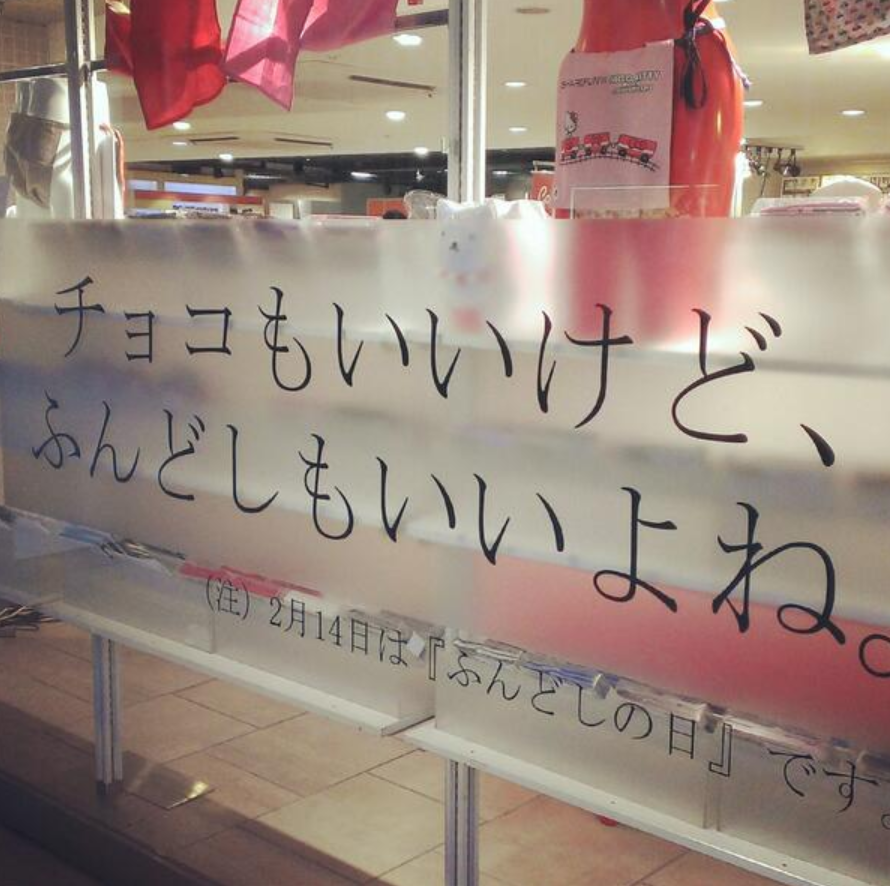 チョコもいいけど、
ふんどしもいいよね。
(注) 2月14日は『ふんどしの日』です。